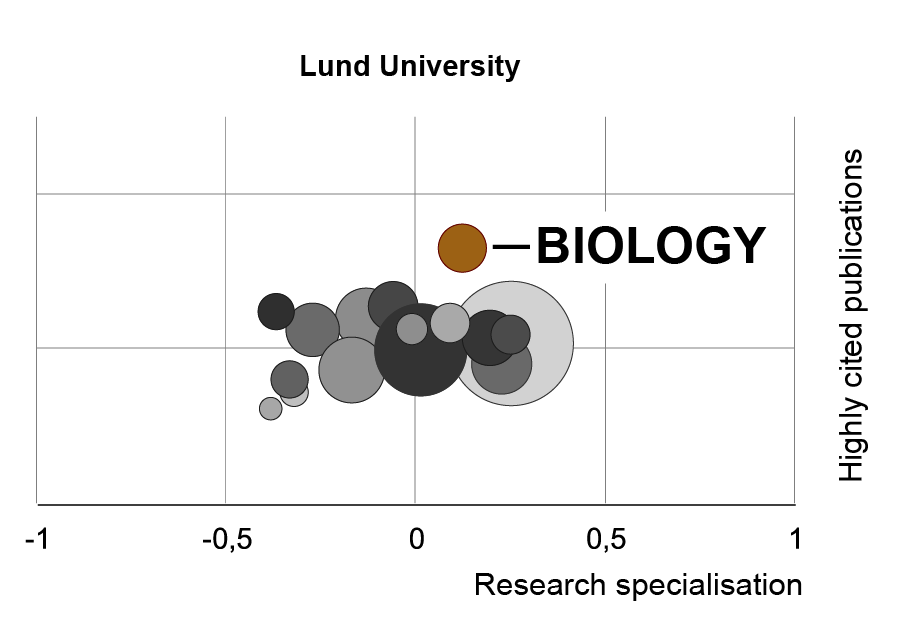 Lund University
— BIOLOGY
Highly cited publications
-1 -0,5 0 0,5 1
Research specialisation